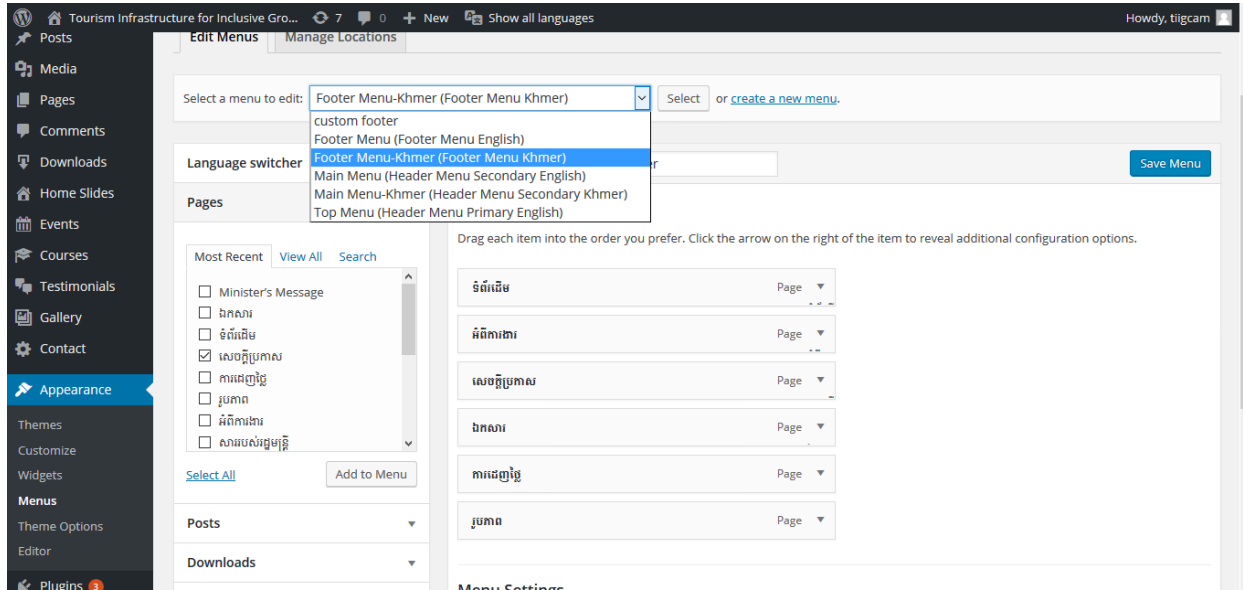 Tourism Infrastructure for Inclusive Gro... 7 0 + New Show all languages Howdy, tiigcam
Posts
Media
Pages
Comments
Downloads
Home Slides
Events
Courses
Testimonials
Gallery
Contact
Appearance
Themes
Customize
Widgets
Menus
Theme Options
Editor
Plugins 3
Edit Menus Manage Locations
Select a menu to edit: Footer Menu-Khmer (Footer Menu Khmer) Select or create a new menu.
custom footer
Footer Menu (Footer Menu English)
Footer Menu-Khmer (Footer Menu Khmer)
Main Menu (Header Menu Secondary English)
Main Menu-Khmer (Header Menu Secondary Khmer)
Top Menu (Header Menu Primary English)
Language switcher
Pages
Most Recent View All Search
Minister's Message
ឯកសារ
ទំព័រដើម
សេចក្តីប្រកាស
ការដេញថ្លៃ
រូបភាព
អំពីការងារ
សាររបស់រដ្ឋមន្រ្តី
Select All Add to Menu
Posts
Downloads
Save Menu
Drag each item into the order you prefer. Click the arrow on the right of the item to reveal additional configuration options.
ទំព័រដើម Page
អំពីការងារ Page
សេចក្តីប្រកាស Page
ឯកសារ Page
ការដេញថ្លៃ Page
រូបភាព Page
Menu Settings